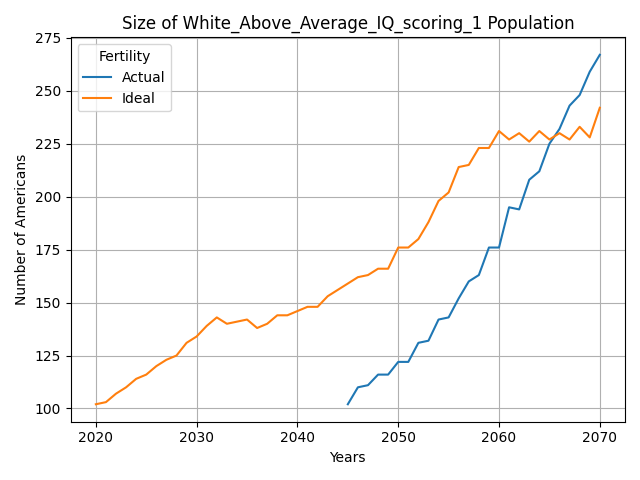 Size of White_Above_Average_IQ_scoring_1 Population
Fertility
Actual
Ideal
Number of Americans
275
250
225
200
175
150
125
100
2020 2030 2040 2050 2060 2070
Years